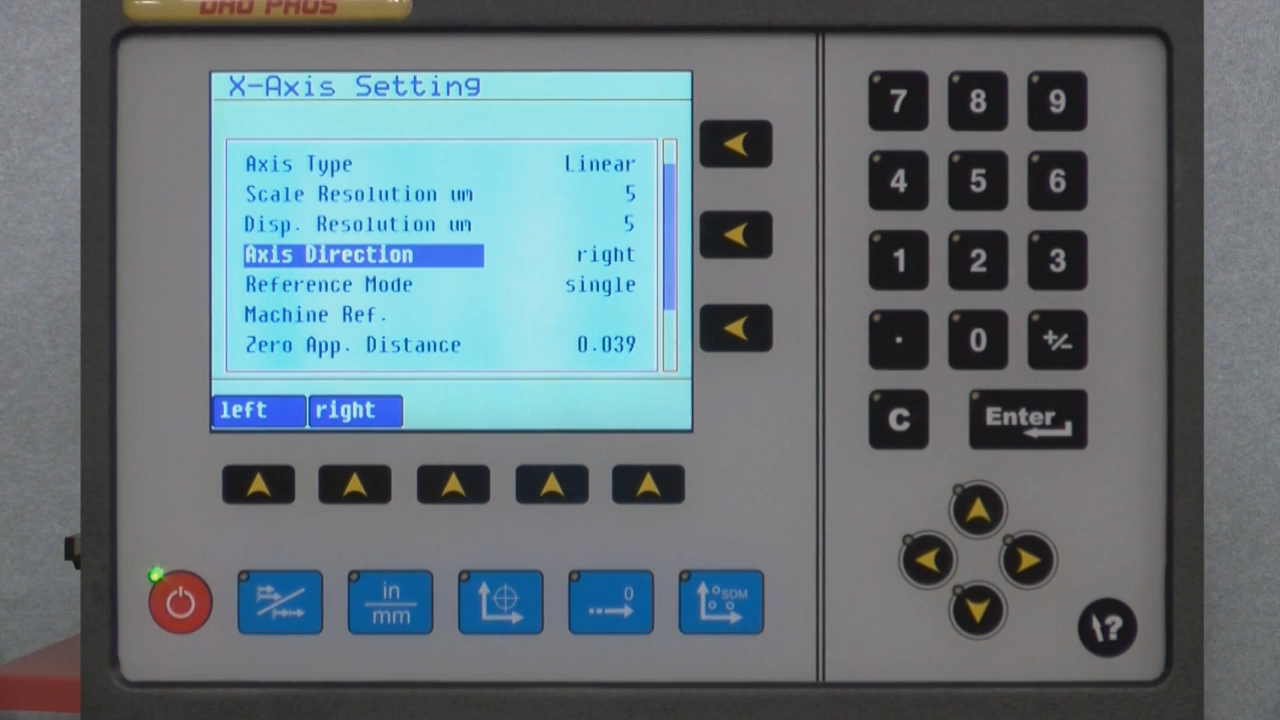 DRO PROS
X-Axis Setting
Axis Type Linear
Scale Resolution um 5
Disp. Resolution um 5
Axis Direction right
Reference Mode single
Machine Ref.
Zero App. Distance 0.039
left right
7 8 9
4 5 6
1 2 3
. 0 +/-
C Enter
in
mm
0
SDM
?